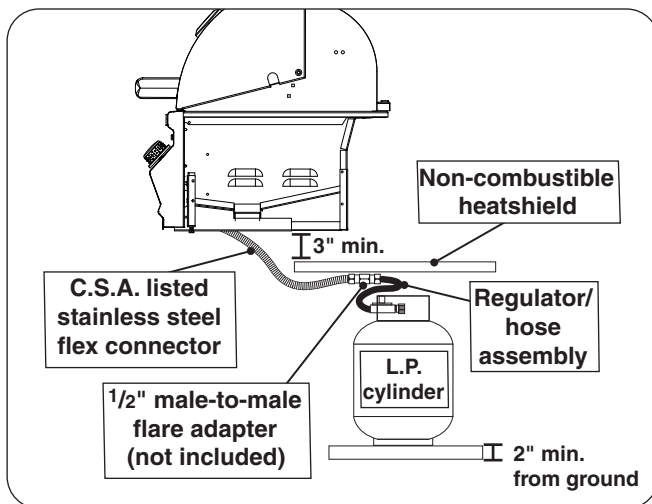 Non-combustible
heatshield
3" min.
C.S.A. listed
stainless steel
flex connector
Regulator/
hose
assembly
L.P.
cylinder
1/2" male-to-male
flare adapter
(not included)
2" min.
from ground